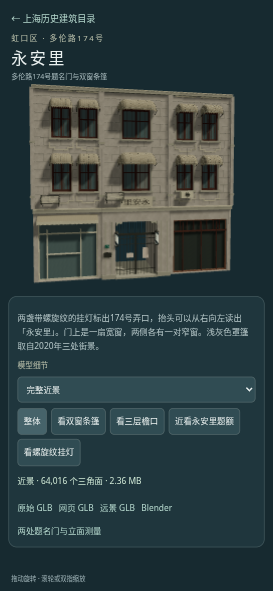 ← 上海历史建筑目录
虹口区 · 多伦路174号
永安里
多伦路174号题名门与双窗条篷
里安永
两盏带螺旋纹的挂灯标出174号弄口，抬头可以从右向左读出
「永安里」。门上是一扇宽窗，两侧各有一对窄窗。浅灰色罩篷
取自2020年三处街景。
模型细节
完整近景
整体
看双窗条篷
看三层檐口
近看永安里题额
看螺旋纹挂灯
近景 · 64,016 个三角面 · 2.36 MB
原始 GLB 网页 GLB 远景 GLB Blender
两处题名门与立面测量
拖动旋转 · 滚轮或双指缩放